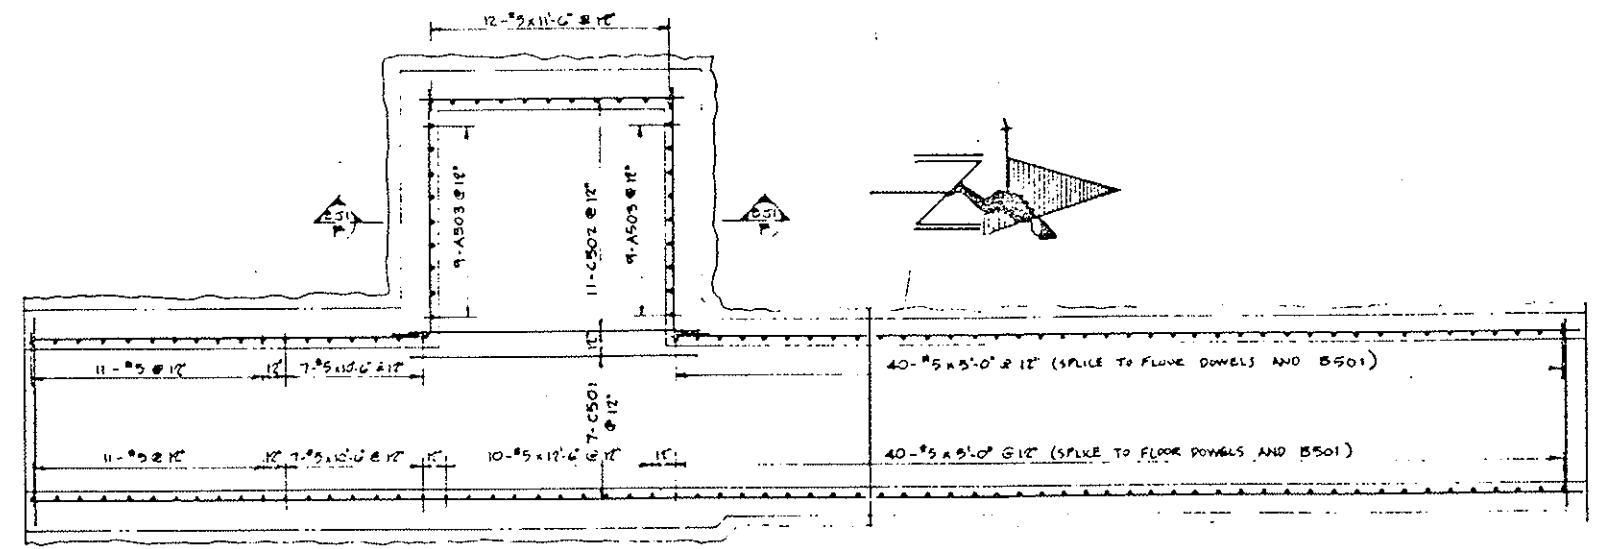 12-#5x11'-6" @ 12"
9-A503 @ 12"
11-C502 @ 12"
9-A503 @ 12"
12"
11-#5 @ 12"
12"
7-#5x10'-6" @ 12"
40-#5x5'-0" @ 12" (SPLICE TO FLOOR DOWELS AND B501)
7-C501
@ 12"
11-#5 @ 12"
12"
7-#5x10'-6" @ 12"
12"
10-#5x12'-6" @ 12"
12"
40-#5x5'-0" @ 12" (SPLICE TO FLOOR DOWELS AND B501)